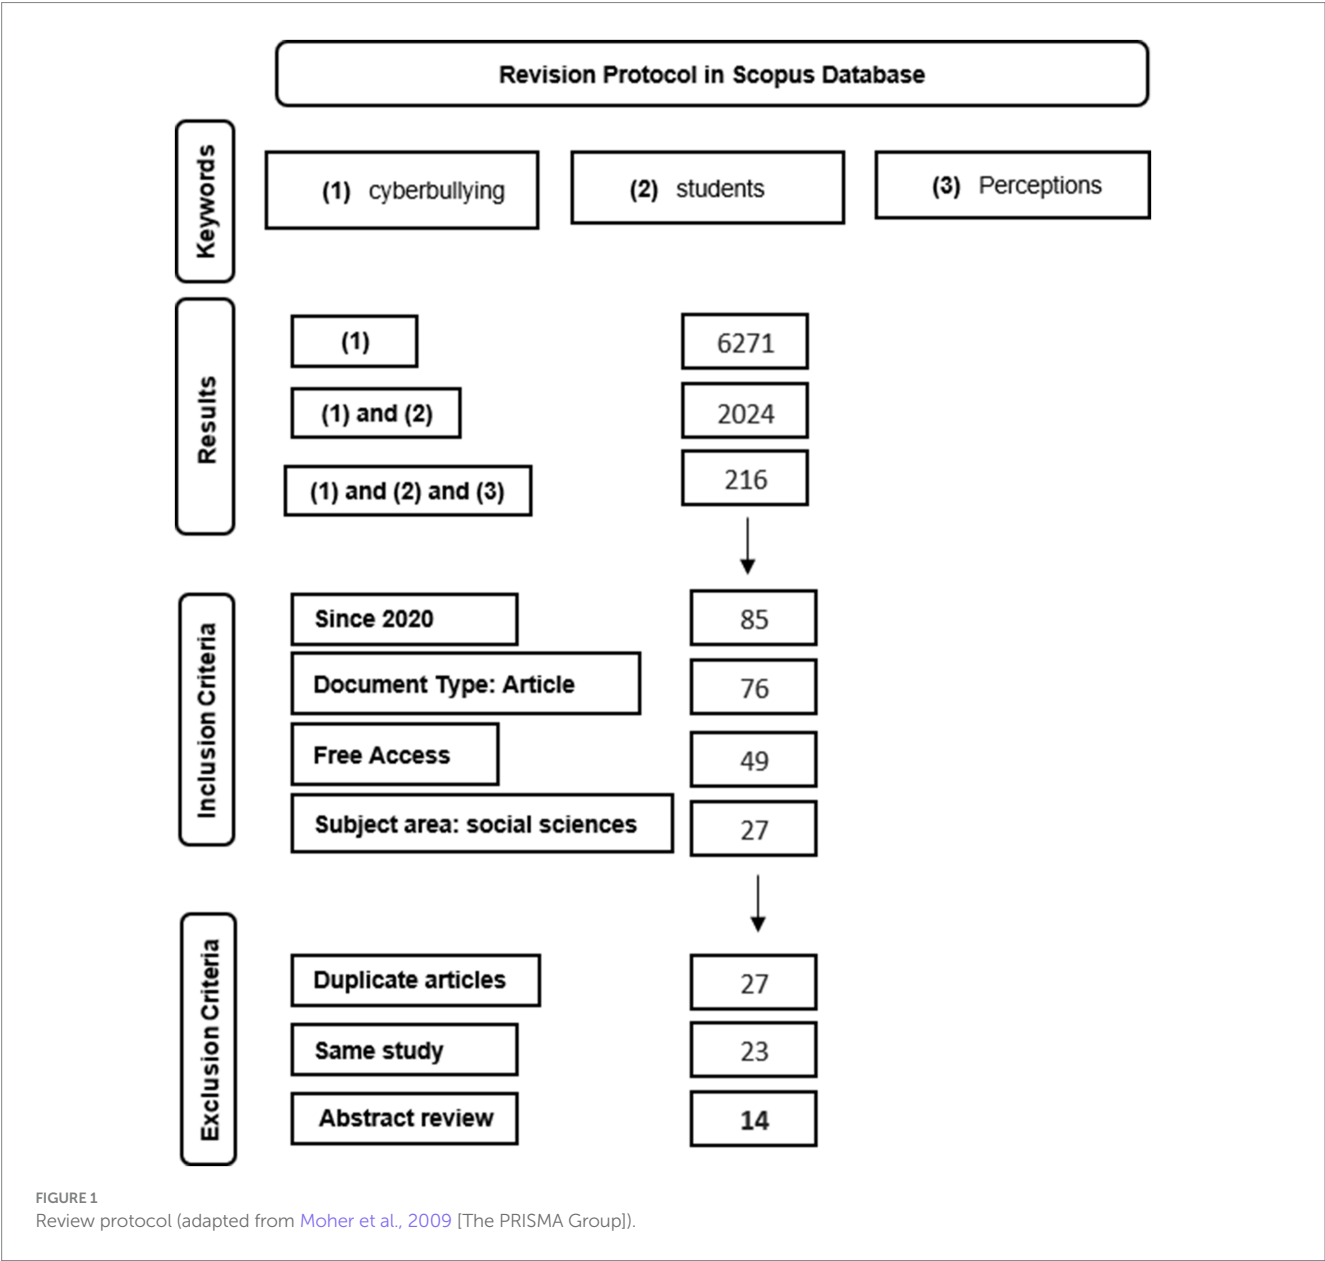 Revision Protocol in Scopus Database
Keywords
(1) cyberbullying
(2) students
(3) Perceptions
Results
(1)
6271
(1) and (2)
2024
(1) and (2) and (3)
216
Inclusion Criteria
Since 2020
85
Document Type: Article
76
Free Access
49
Subject area: social sciences
27
Exclusion Criteria
Duplicate articles
27
Same study
23
Abstract review
14
FIGURE 1
Review protocol (adapted from Moher et al., 2009 [The PRISMA Group]).